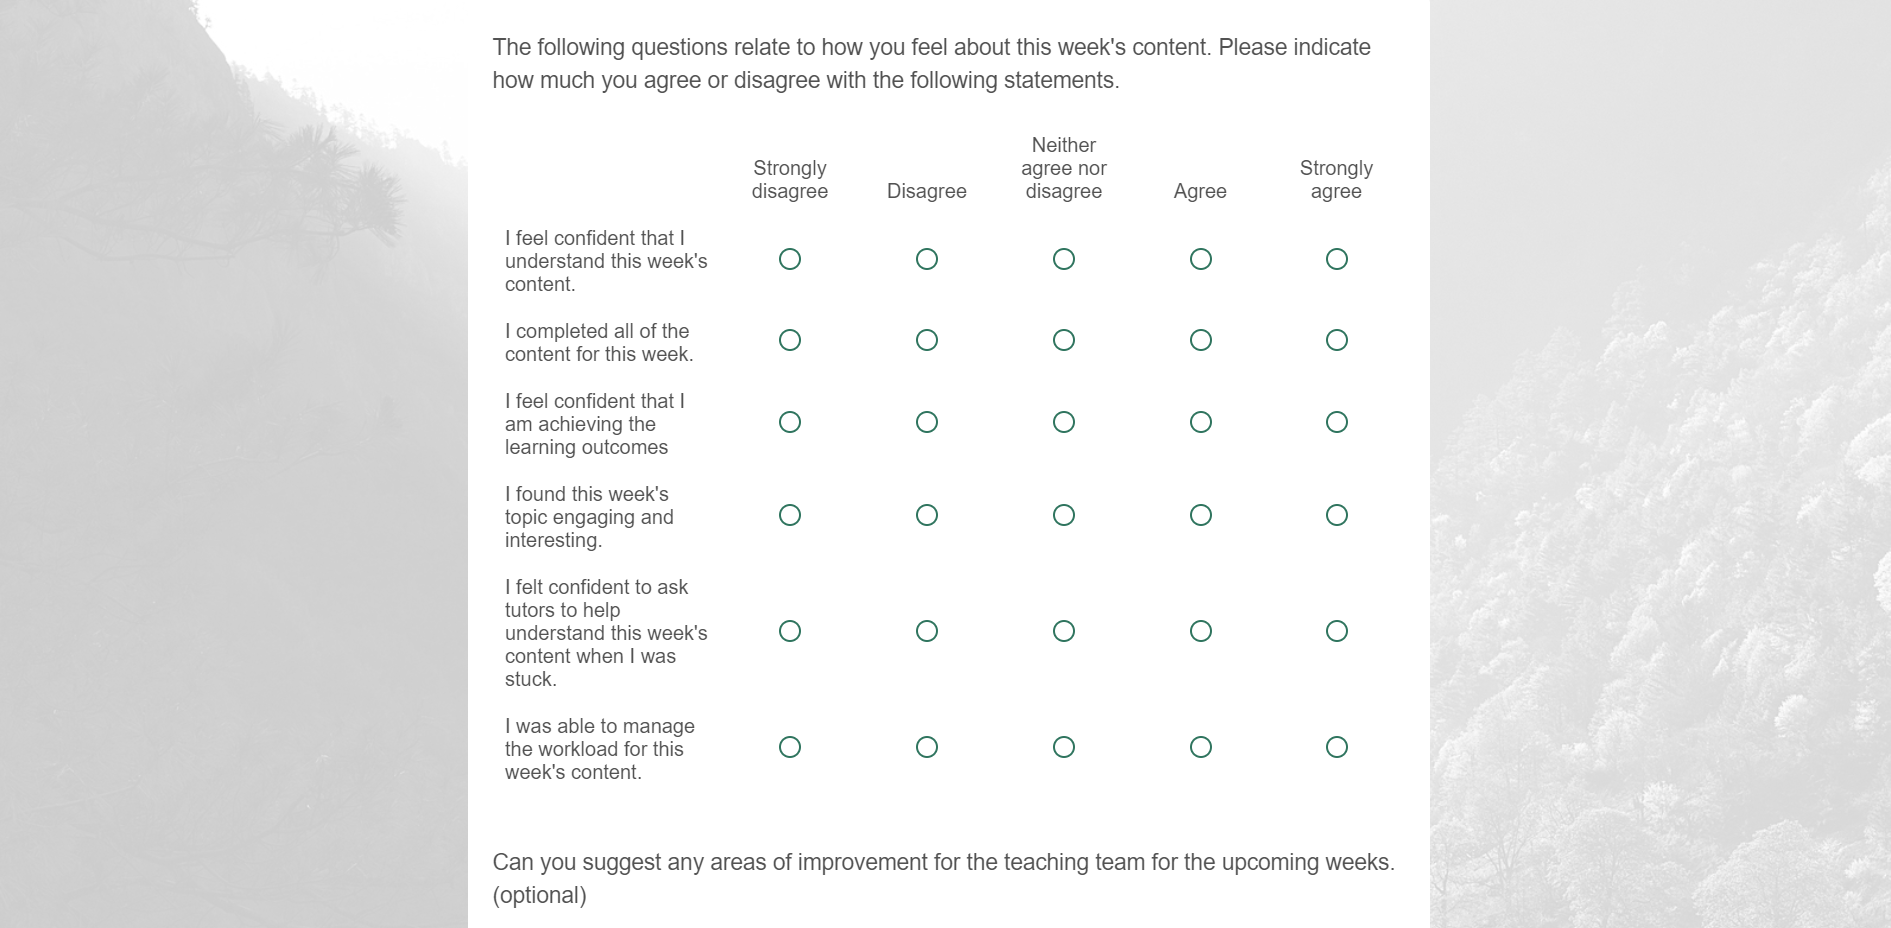 The following questions relate to how you feel about this week's content. Please indicate
how much you agree or disagree with the following statements.
Strongly
disagree
Disagree
Neither
agree nor
disagree
Agree
Strongly
agree
I feel confident that I
understand this week's
content.
I completed all of the
content for this week.
I feel confident that I
am achieving the
learning outcomes
I found this week's
topic engaging and
interesting.
I felt confident to ask
tutors to help
understand this week's
content when I was
stuck.
I was able to manage
the workload for this
week's content.
Can you suggest any areas of improvement for the teaching team for the upcoming weeks.
(optional)